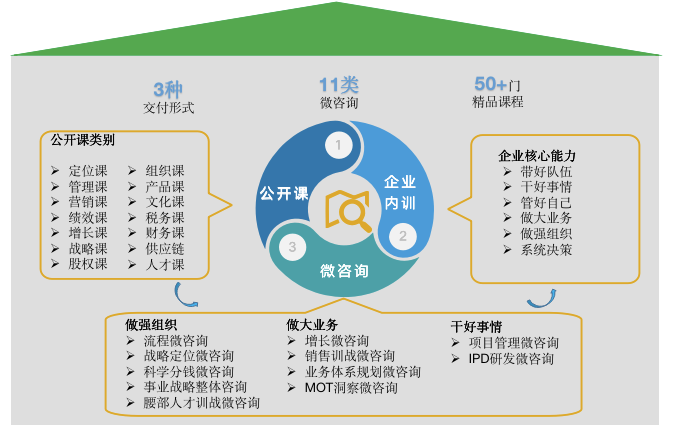 3种
交付形式
11类
微咨询
50+门
精品课程
公开课类别
定位课
管理课
营销课
绩效课
增长课
战略课
股权课
组织课
产品课
文化课
税务课
财务课
供应链
人才课
1
公开课
企业
内训
2
3
微咨询
企业核心能力
带好队伍
干好事情
管好自己
做大业务
做强组织
系统决策
做强组织
流程微咨询
战略定位微咨询
科学分钱微咨询
事业战略整体咨询
腰部人才训战微咨询
做大业务
增长微咨询
销售训战微咨询
业务体系规划微咨询
MOT洞察微咨询
干好事情
项目管理微咨询
IPD研发微咨询